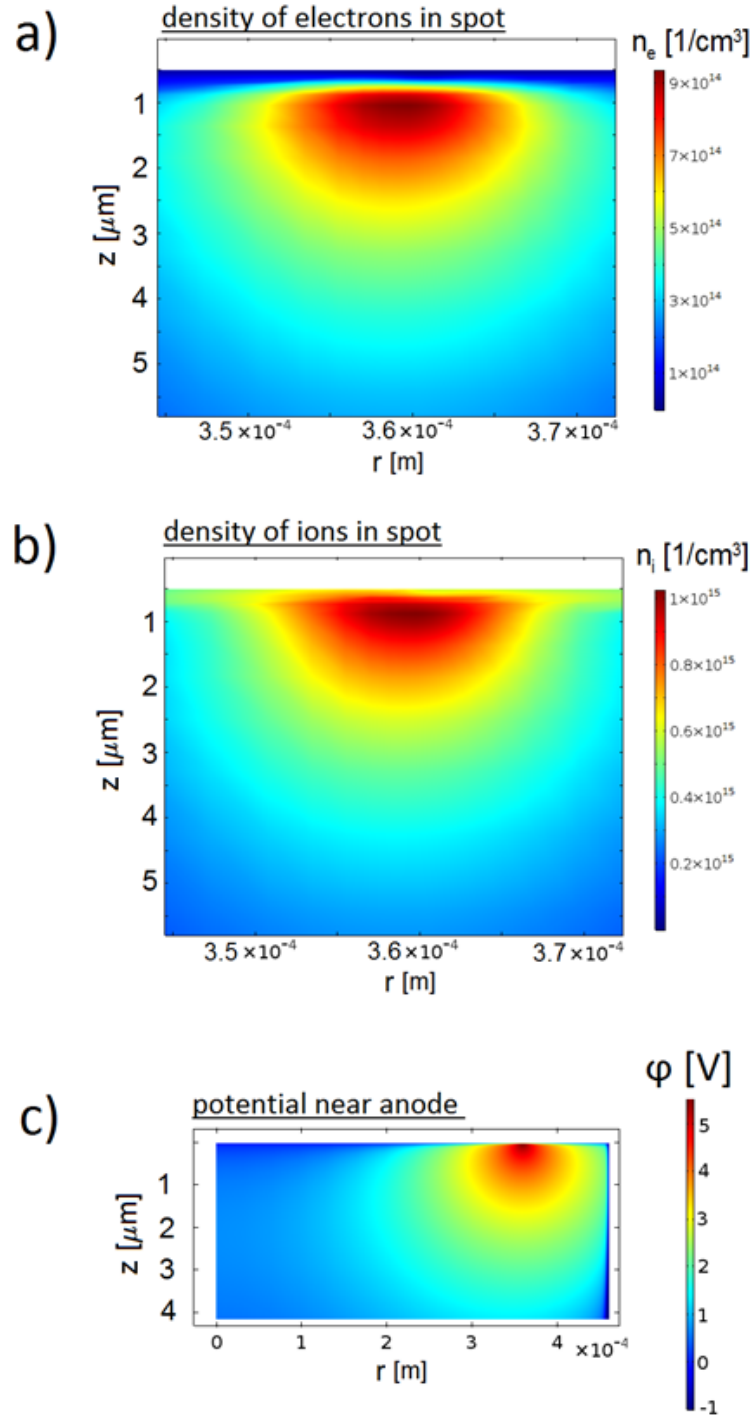 a)
density of electrons in spot
nₑ [1/cm³]
9×10¹⁴
7×10¹⁴
5×10¹⁴
3×10¹⁴
1×10¹⁴
z [μm]
1
2
3
4
5
3.5×10⁻⁴ 3.6×10⁻⁴ 3.7×10⁻⁴
r [m]
b)
density of ions in spot
nᵢ [1/cm³]
1×10¹⁵
0.8×10¹⁵
0.6×10¹⁵
0.4×10¹⁵
0.2×10¹⁵
z [μm]
1
2
3
4
5
3.5×10⁻⁴ 3.6×10⁻⁴ 3.7×10⁻⁴
r [m]
c)
potential near anode
φ [V]
5
4
3
2
1
0
-1
z [μm]
1
2
3
4
0 1 2 3 4 ×10⁻⁴
r [m]